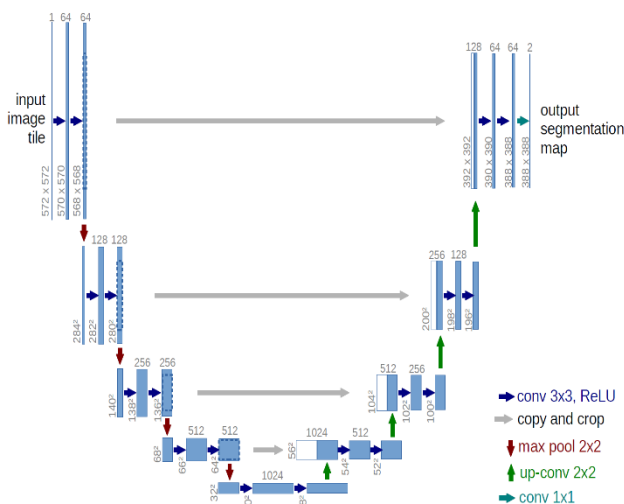 1 64 64
128 64 64 2
input
image
tile
output
segmentation
map
572 x 572
570 x 570
568 x 568
392 x 392
390 x 390
388 x 388
388 x 388
128 128
256 128
284²
282²
280²
200²
198²
196²
256 256
512 256
140²
138²
136²
104²
102²
100²
conv 3x3, ReLU
copy and crop
max pool 2x2
up-conv 2x2
conv 1x1
512 512
1024 512
68²
66²
64²
56²
54²
52²
1024
32²